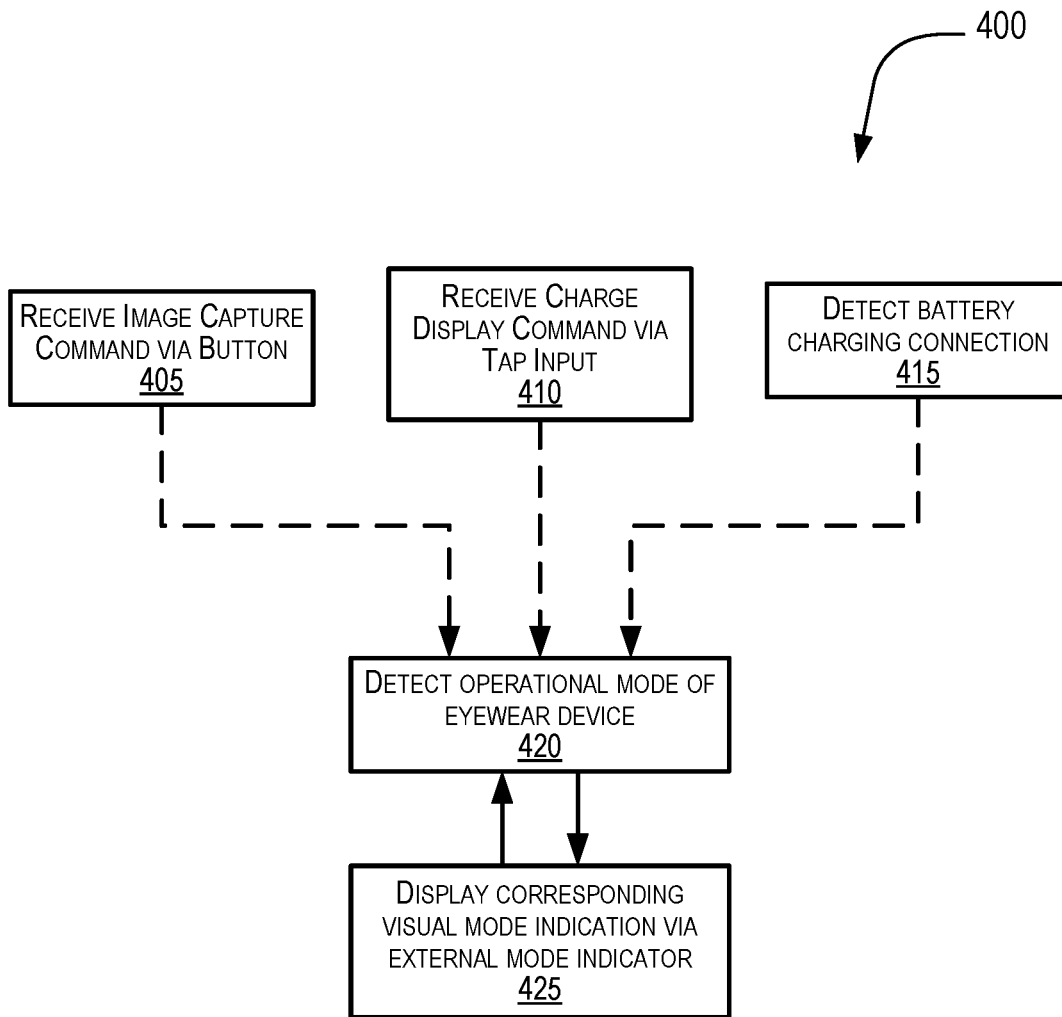 400
RECEIVE IMAGE CAPTURE
COMMAND VIA BUTTON
405
RECEIVE CHARGE
DISPLAY COMMAND VIA
TAP INPUT
410
DETECT BATTERY
CHARGING CONNECTION
415
DETECT OPERATIONAL MODE OF
EYEWEAR DEVICE
420
DISPLAY CORRESPONDING
VISUAL MODE INDICATION VIA
EXTERNAL MODE INDICATOR
425